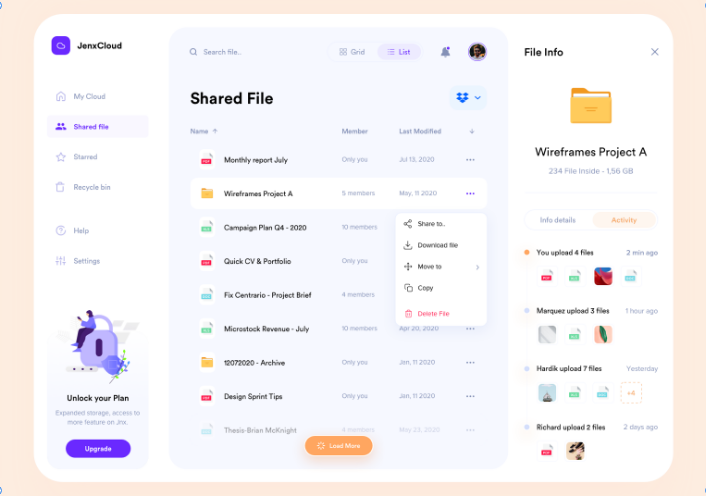 JenxCloud
My Cloud
Shared file
Starred
Recycle bin
Help
Settings
Unlock your Plan
Expanded storage, access to
more feature on Jnx.
Upgrade
Search file..
Grid
List
Shared File
Name Member Last Modified
Monthly report July Only you Jul 13, 2020
Wireframes Project A 5 members May, 11 2020
Campaign Plan Q4 - 2020 10 members
Quick CV & Portfolio Only you
Fix Centrario - Project Brief 4 members
Microstock Revenue - July 10 members Apr 20, 2020
12072020 - Archive Only you Jan, 11 2020
Design Sprint Tips Only you Jan, 11 2020
Thesis-Brian McKnight 4 members May 23, 2020
Share to..
Download file
Move to
Copy
Delete File
Load More
File Info
Wireframes Project A
234 File Inside - 1,56 GB
Info details
Activity
You upload 4 files 2 min ago
Marquez upload 3 files 1 hour ago
Hardik upload 7 files Yesterday
+4
Richard upload 2 files 2 days ago